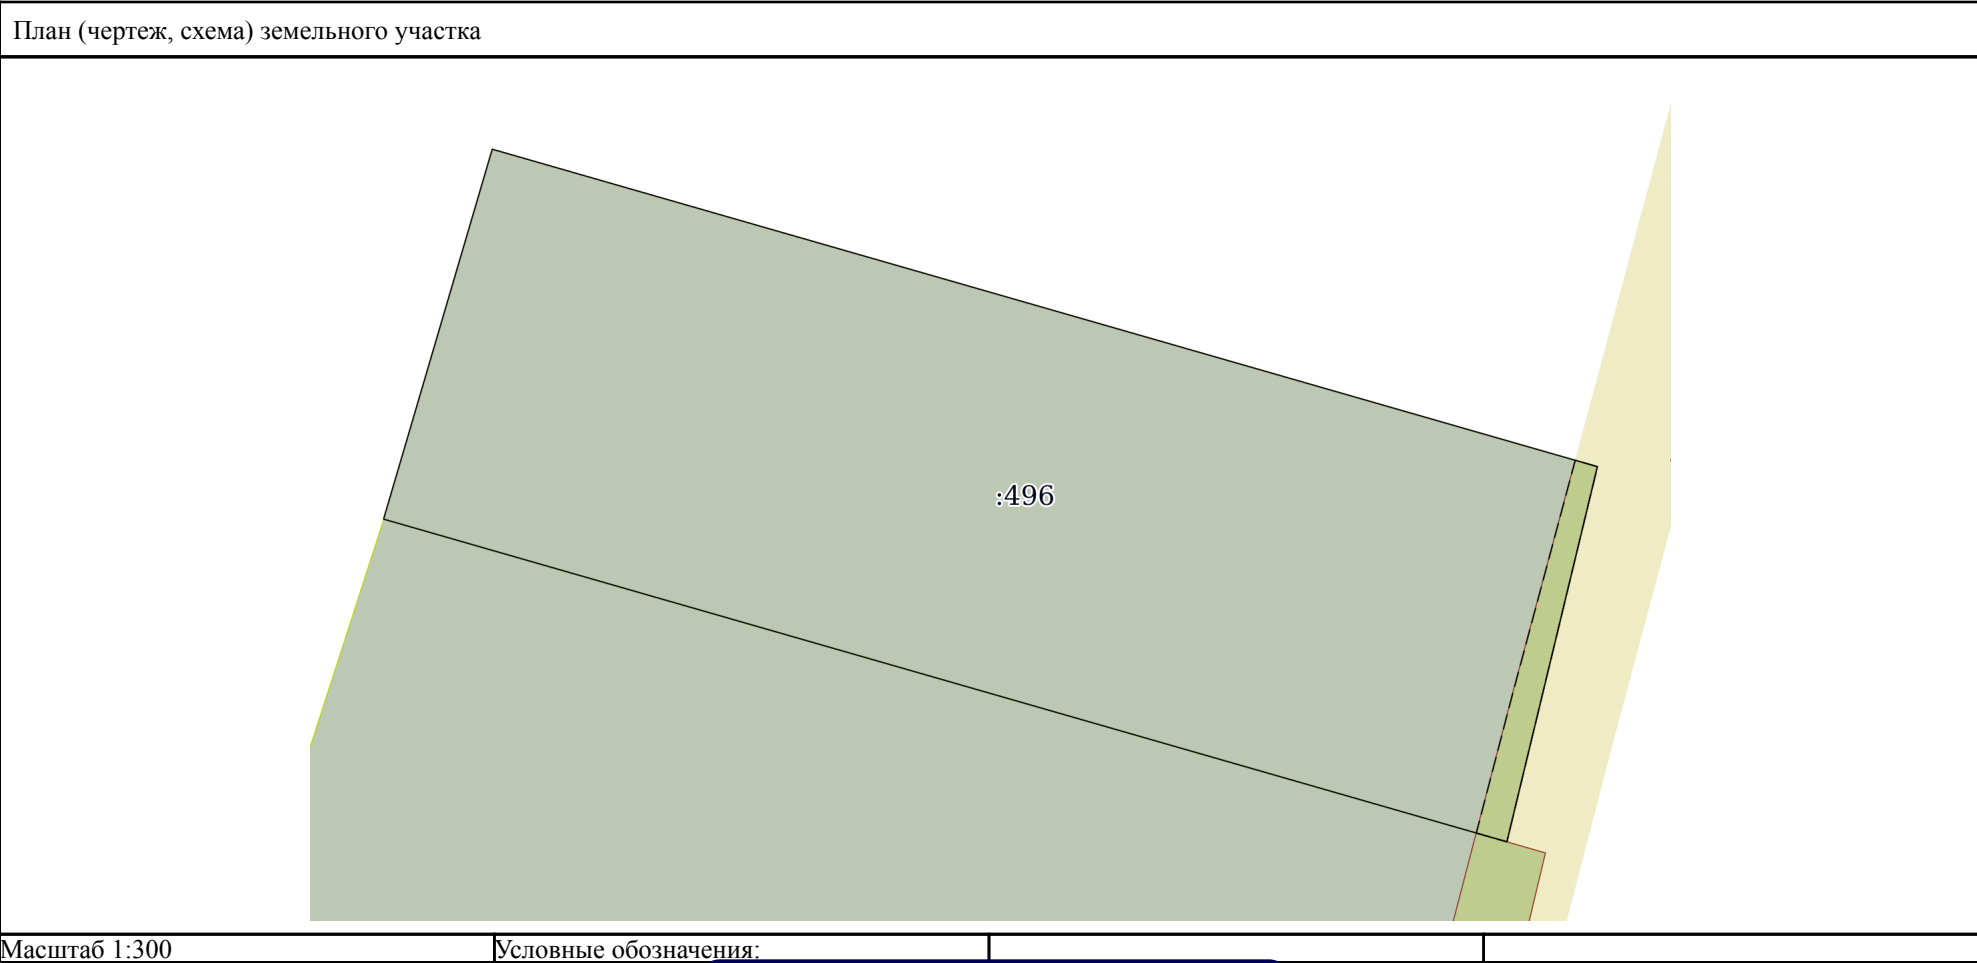 План (чертеж, схема) земельного участка
:496
Масштаб 1:300
Условные обозначения: